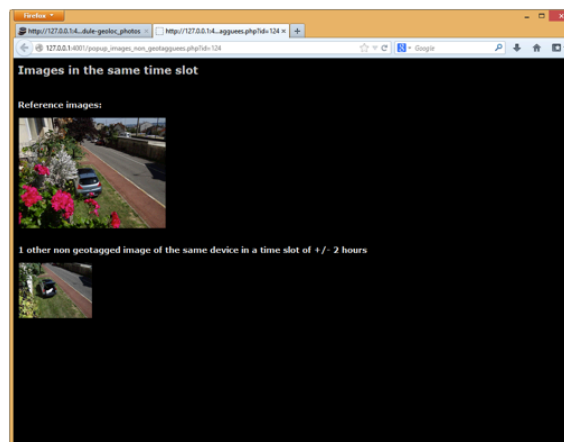 Firefox
http://127.0.0.1:4...dule-geoloc_photos
http://127.0.0.1:4...agguees.php?id=124
127.0.0.1:4001/popup_images_non_geotagguees.php?id=124
Google
Images in the same time slot
Reference images:
1 other non geotagged image of the same device in a time slot of +/- 2 hours